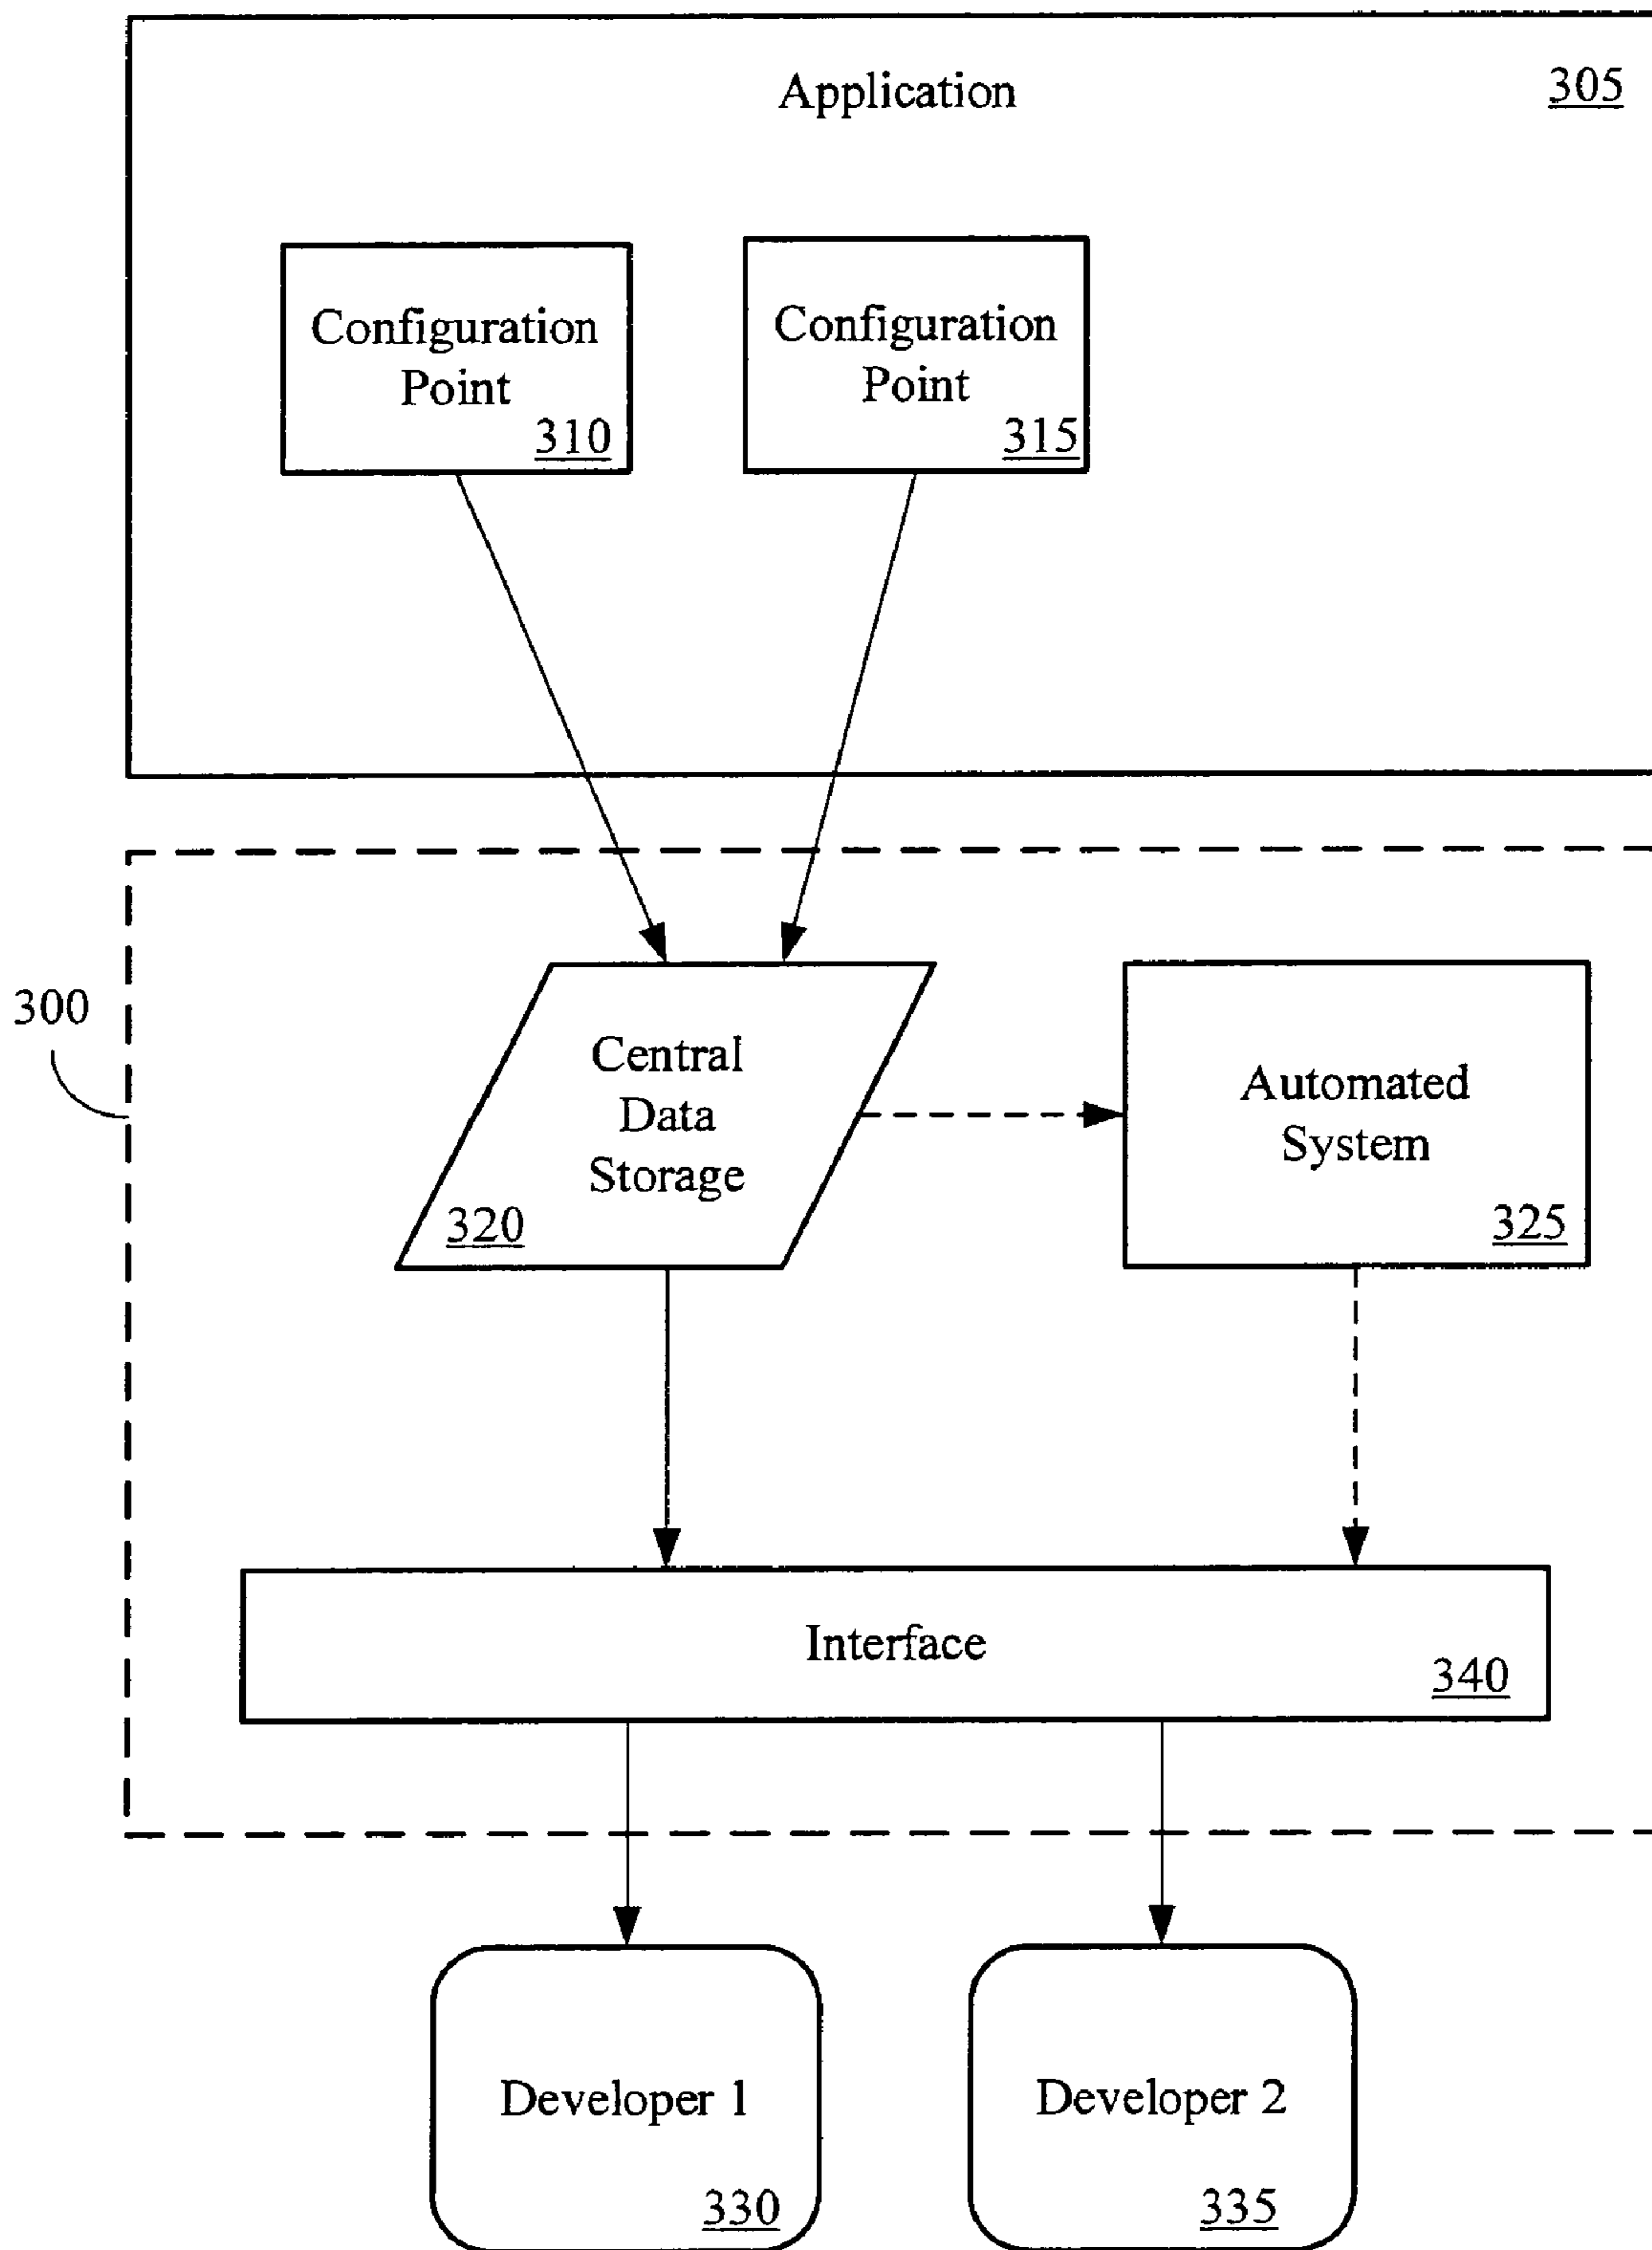 Application
305
Configuration
Point
310
Configuration
Point
315
300
Central
Data
Storage
320
Automated
System
325
Interface
340
Developer 1
330
Developer 2
335